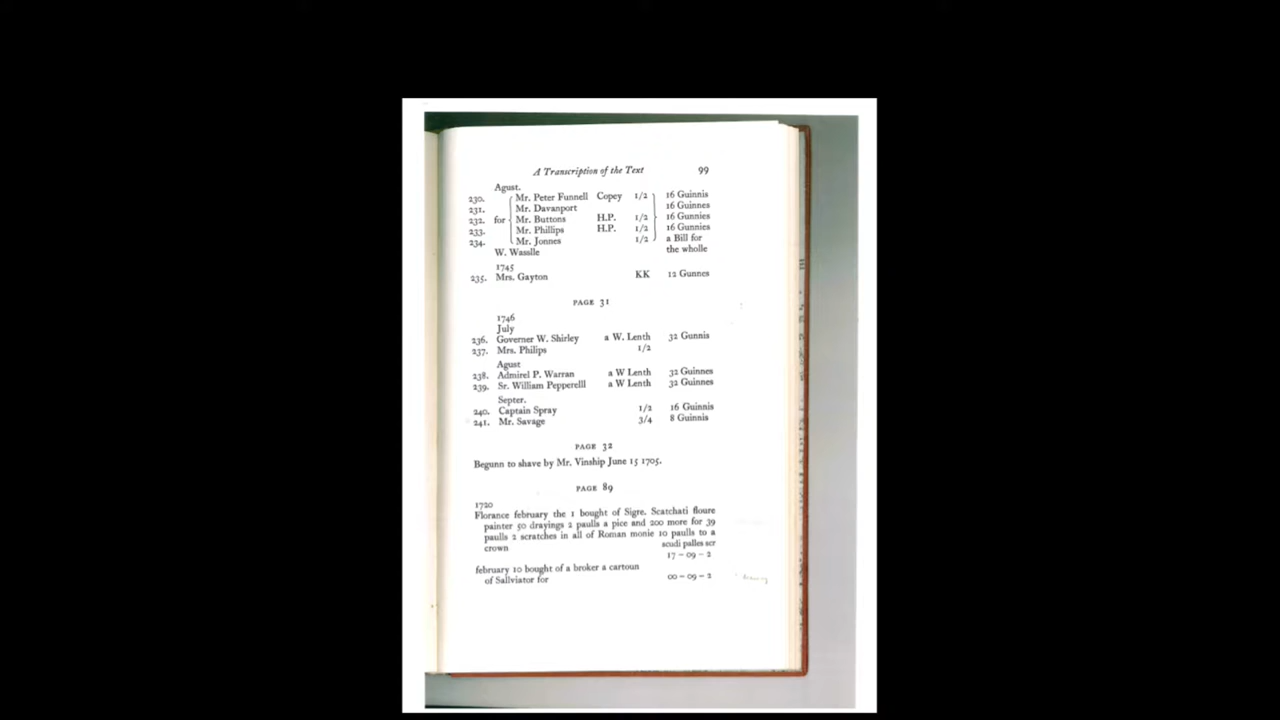 A Transcription of the Text 99
Agust.
230. Mr. Peter Funnell Copey 1/2 16 Guinnis
231. Mr. Davanport 16 Guinnes
232. for Mr. Buttons H.P. 1/2 16 Gunnies
233. Mr. Phillips H.P. 1/2 16 Gunnies
234. Mr. Jonnes 1/2 a Bill for
W. Wasslle the wholle
1745
235. Mrs. Gayton KK 12 Gunnes
PAGE 31
1746
July
236. Governer W. Shirley a W. Lenth 32 Gunnis
237. Mrs. Philips 1/2
Agust
238. Admirel P. Warran a W Lenth 32 Guinnes
239. Sr. William Pepperelll a W Lenth 32 Guinnes
Septer.
240. Captain Spray 1/2 16 Guinnis
241. Mr. Savage 3/4 8 Guinnis
PAGE 32
Begunn to shave by Mr. Vinship June 15 1705.
PAGE 89
1720
Florance february the 1 bought of Sigre. Scatchati floure
painter 50 drayings 2 paulls a pice and 200 more for 39
paulls 2 scratches in all of Roman monie 10 paulls to a
crown scudi palles scr
17 – 09 – 2
february 10 bought of a broker a cartoun
of Sallviator for 00 – 09 – 2